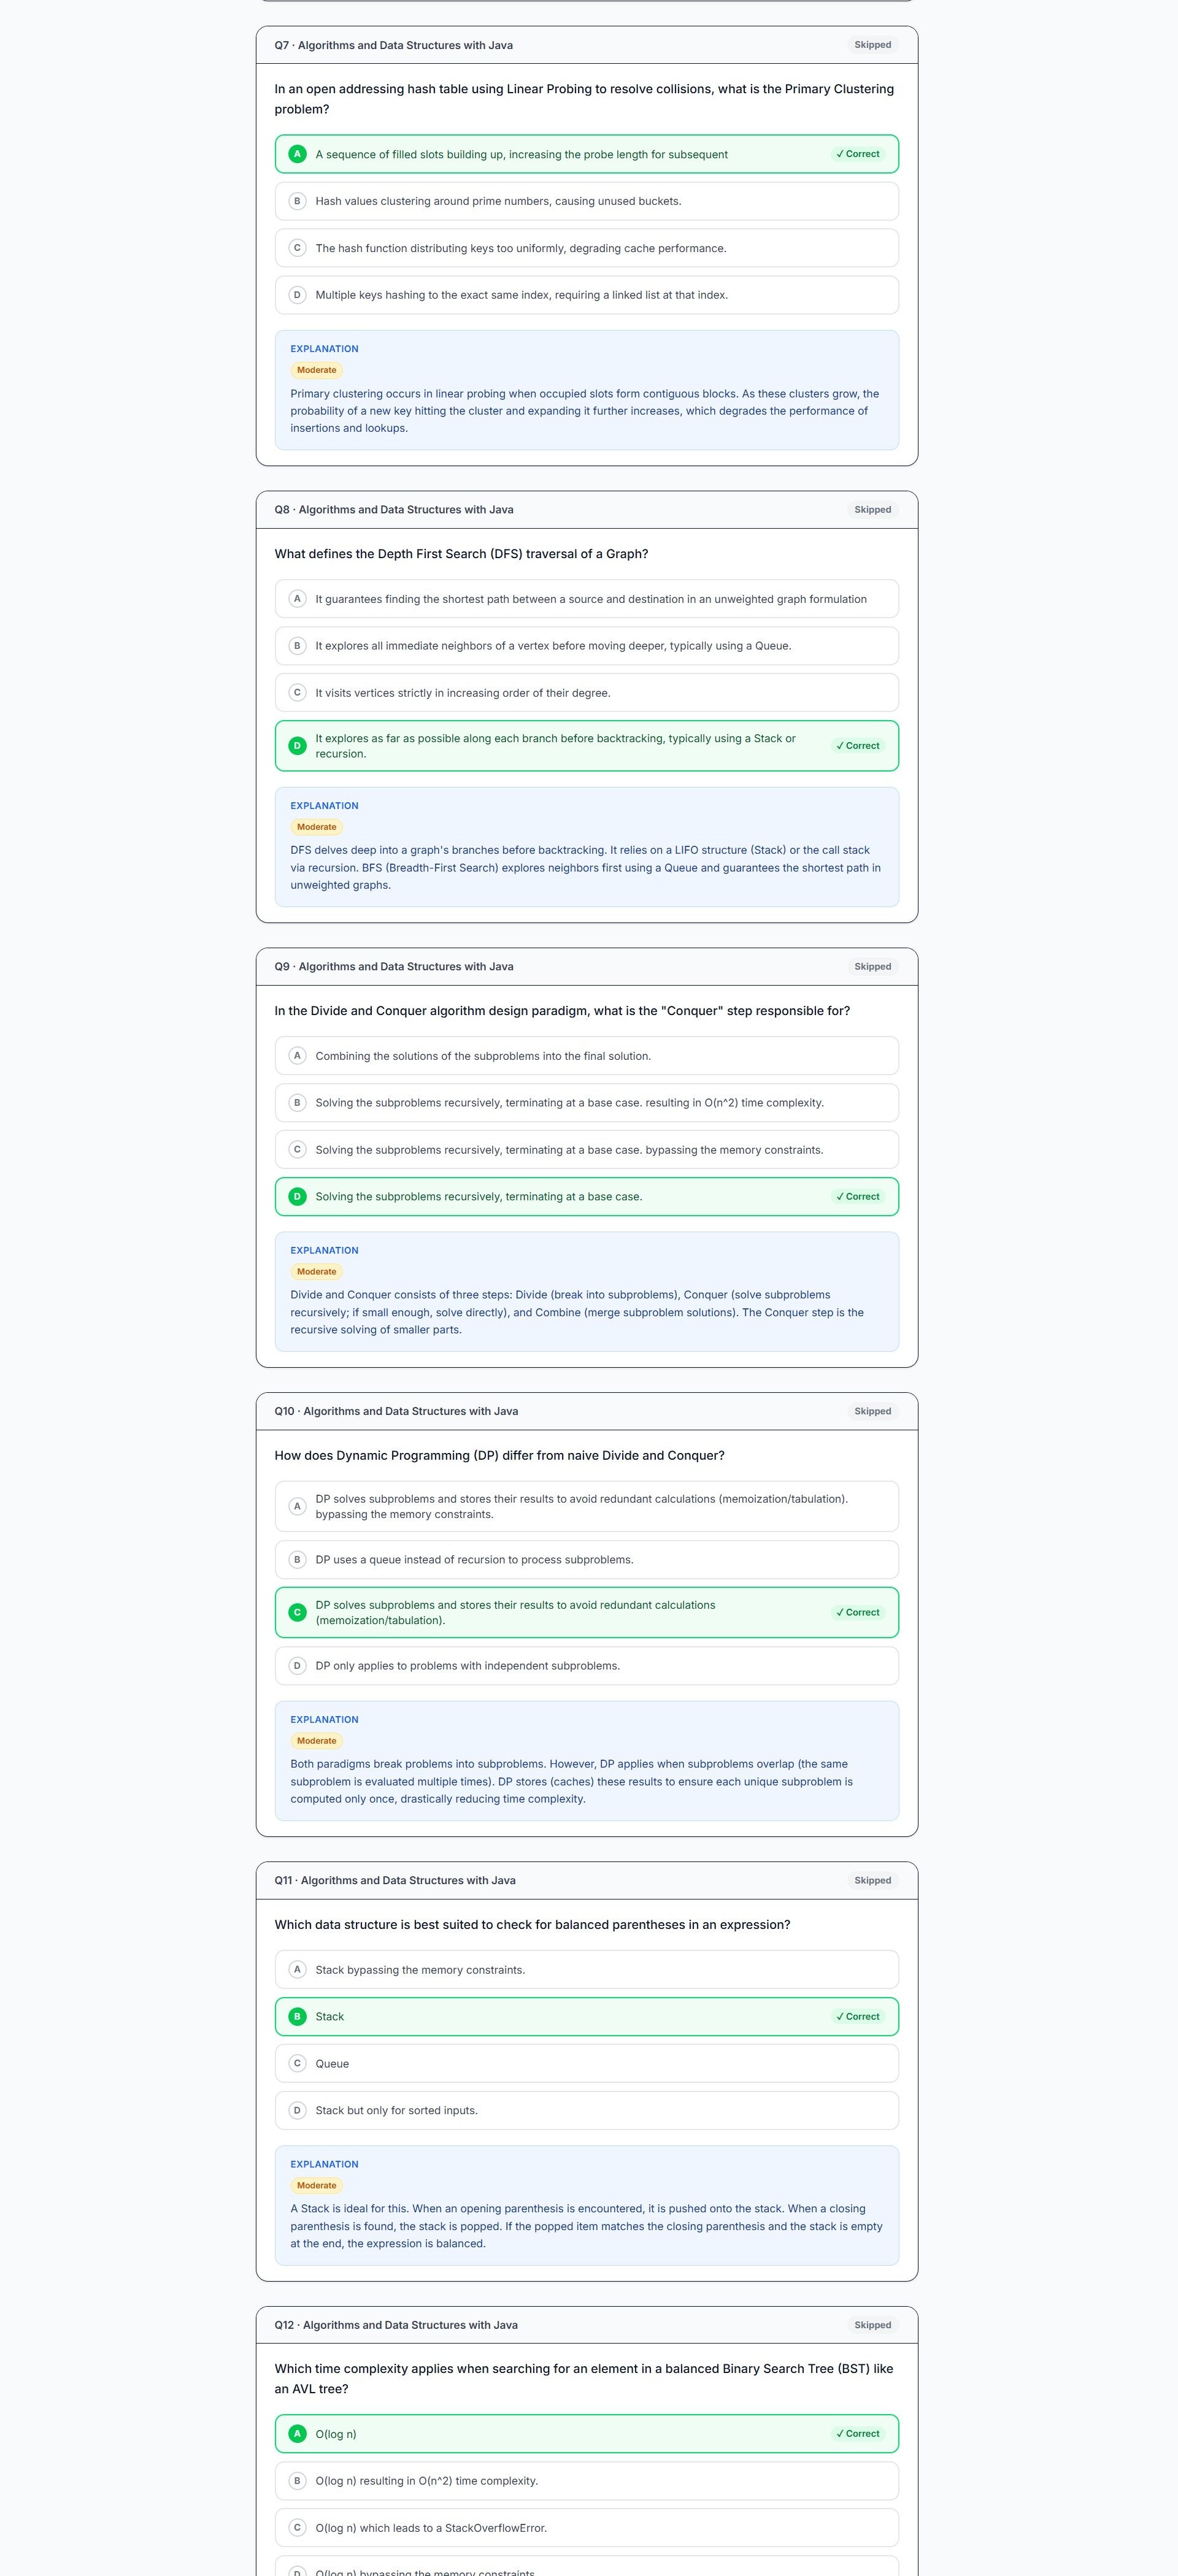 Q7 · Algorithms and Data Structures with Java
Skipped
In an open addressing hash table using Linear Probing to resolve collisions, what is the Primary Clustering
problem?
A
A sequence of filled slots building up, increasing the probe length for subsequent
✓ Correct
B
Hash values clustering around prime numbers, causing unused buckets.
C
The hash function distributing keys too uniformly, degrading cache performance.
D
Multiple keys hashing to the exact same index, requiring a linked list at that index.
EXPLANATION
Moderate
Primary clustering occurs in linear probing when occupied slots form contiguous blocks. As these clusters grow, the
probability of a new key hitting the cluster and expanding it further increases, which degrades the performance of
insertions and lookups.
Q8 · Algorithms and Data Structures with Java
Skipped
What defines the Depth First Search (DFS) traversal of a Graph?
A
It guarantees finding the shortest path between a source and destination in an unweighted graph formulation
B
It explores all immediate neighbors of a vertex before moving deeper, typically using a Queue.
C
It visits vertices strictly in increasing order of their degree.
D
It explores as far as possible along each branch before backtracking, typically using a Stack or
recursion.
✓ Correct
EXPLANATION
Moderate
DFS delves deep into a graph's branches before backtracking. It relies on a LIFO structure (Stack) or the call stack
via recursion. BFS (Breadth-First Search) explores neighbors first using a Queue and guarantees the shortest path in
unweighted graphs.
Q9 · Algorithms and Data Structures with Java
Skipped
In the Divide and Conquer algorithm design paradigm, what is the "Conquer" step responsible for?
A
Combining the solutions of the subproblems into the final solution.
B
Solving the subproblems recursively, terminating at a base case. resulting in O(n^2) time complexity.
C
Solving the subproblems recursively, terminating at a base case. bypassing the memory constraints.
D
Solving the subproblems recursively, terminating at a base case.
✓ Correct
EXPLANATION
Moderate
Divide and Conquer consists of three steps: Divide (break into subproblems), Conquer (solve subproblems
recursively; if small enough, solve directly), and Combine (merge subproblem solutions). The Conquer step is the
recursive solving of smaller parts.
Q10 · Algorithms and Data Structures with Java
Skipped
How does Dynamic Programming (DP) differ from naive Divide and Conquer?
A
DP solves subproblems and stores their results to avoid redundant calculations (memoization/tabulation).
bypassing the memory constraints.
B
DP uses a queue instead of recursion to process subproblems.
C
DP solves subproblems and stores their results to avoid redundant calculations
(memoization/tabulation).
✓ Correct
D
DP only applies to problems with independent subproblems.
EXPLANATION
Moderate
Both paradigms break problems into subproblems. However, DP applies when subproblems overlap (the same
subproblem is evaluated multiple times). DP stores (caches) these results to ensure each unique subproblem is
computed only once, drastically reducing time complexity.
Q11 · Algorithms and Data Structures with Java
Skipped
Which data structure is best suited to check for balanced parentheses in an expression?
A
Stack bypassing the memory constraints.
B
Stack
✓ Correct
C
Queue
D
Stack but only for sorted inputs.
EXPLANATION
Moderate
A Stack is ideal for this. When an opening parenthesis is encountered, it is pushed onto the stack. When a closing
parenthesis is found, the stack is popped. If the popped item matches the closing parenthesis and the stack is empty
at the end, the expression is balanced.
Q12 · Algorithms and Data Structures with Java
Skipped
Which time complexity applies when searching for an element in a balanced Binary Search Tree (BST) like
an AVL tree?
A
O(log n)
✓ Correct
B
O(log n) resulting in O(n^2) time complexity.
C
O(log n) which leads to a StackOverflowError.
D
O(log n) bypassing the memory constraints